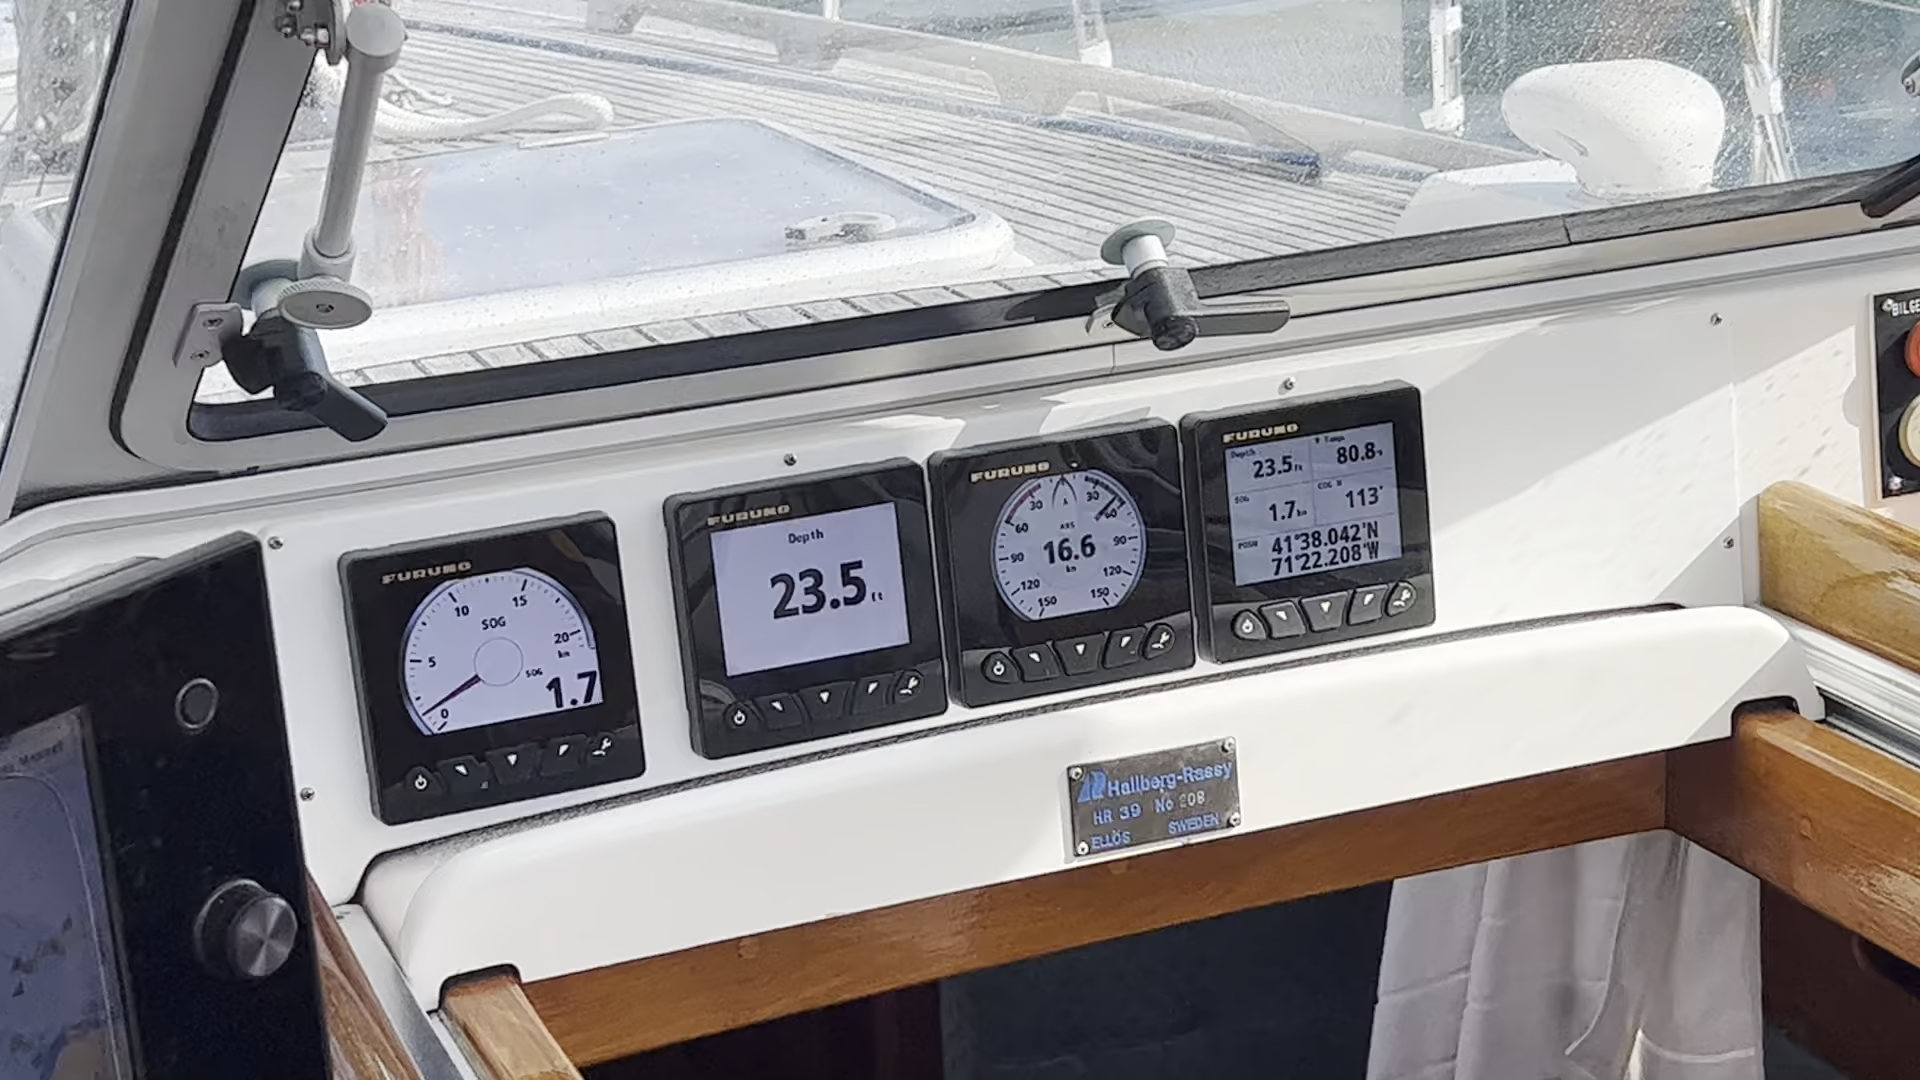 BILGE
FURUNO
5
10
15
20
0
SOG
kn
SOG
1.7
FURUNO
Depth
23.5 ft
FURUNO
30
30
60
60
90
90
120
120
150
150
AWS
16.6
kn
FURUNO
Depth
23.5 ft
Temp
80.8
SOG
1.7 kn
113°
POSN
41°38.042'N
71°22.208'W
Hallberg-Rassy
HR 39 No 208
ELLÖS SWEDEN